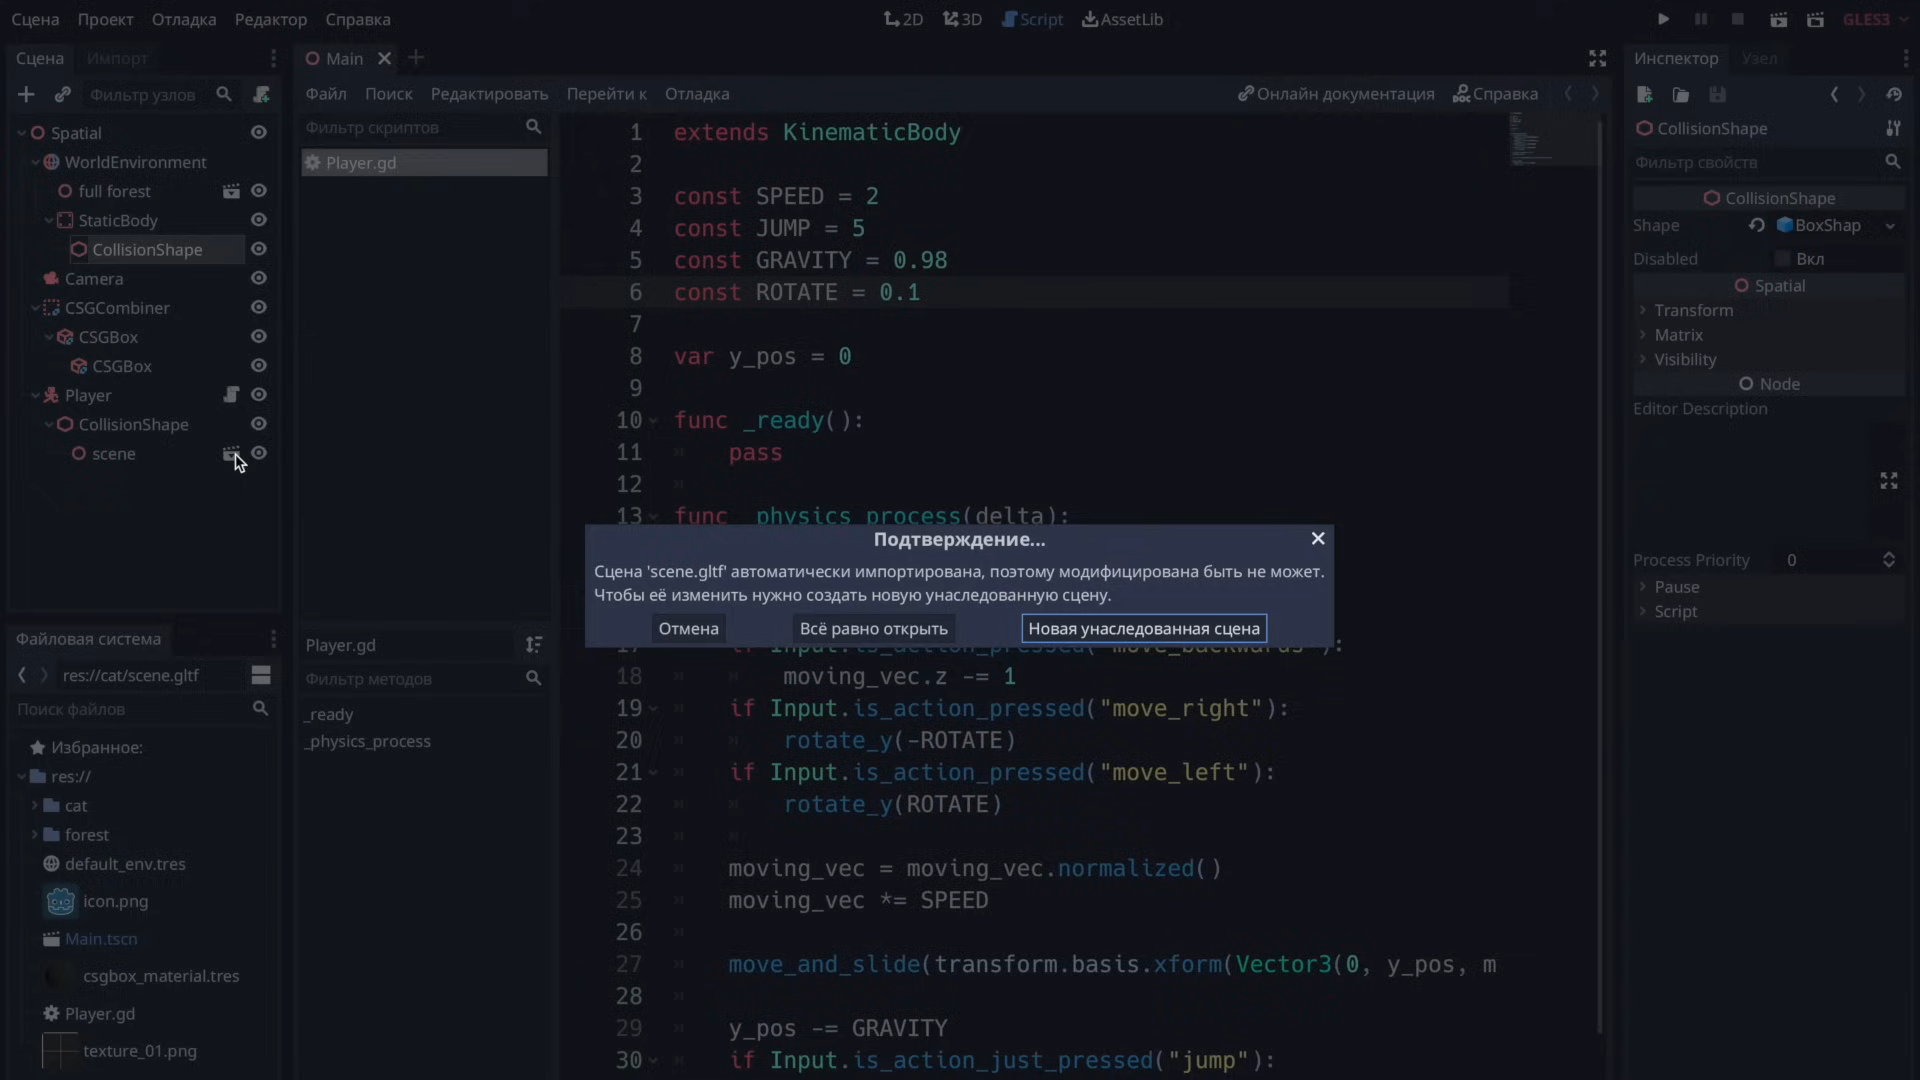 Сцена Проект Отладка Редактор Справка
2D 3D Script AssetLib
GLES3
Сцена Импорт
Main
Инспектор Узел
Фильтр узлов
Файл Поиск Редактировать Перейти к Отладка
Онлайн документация Справка
Фильтр скриптов
Player.gd
Spatial
WorldEnvironment
full forest
StaticBody
CollisionShape
Camera
CSGCombiner
CSGBox
CSGBox
Player
CollisionShape
scene
1 extends KinematicBody
2
3 const SPEED = 2
4 const JUMP = 5
5 const GRAVITY = 0.98
6 const ROTATE = 0.1
7
8 var y_pos = 0
9
10 func _ready():
11 pass
12
13 func _physics_process(delta):
Подтверждение...
Сцена 'scene.gltf' автоматически импортирована, поэтому модифицирована быть не может.
Чтобы её изменить нужно создать новую унаследованную сцену.
Отмена Всё равно открыть Новая унаследованная сцена
17 if Input.is_action_pressed("move_backwards"):
18 moving_vec.z -= 1
19 if Input.is_action_pressed("move_right"):
20 rotate_y(-ROTATE)
21 if Input.is_action_pressed("move_left"):
22 rotate_y(ROTATE)
23
24 moving_vec = moving_vec.normalized()
25 moving_vec *= SPEED
26
27 move_and_slide(transform.basis.xform(Vector3(0, y_pos, m
28
29 y_pos -= GRAVITY
30 if Input.is_action_just_pressed("jump"):
Player.gd
Фильтр методов
_ready
_physics_process
Файловая система
res://cat/scene.gltf
Поиск файлов
Избранное:
res://
cat
forest
default_env.tres
icon.png
Main.tscn
csgbox_material.tres
Player.gd
texture_01.png
CollisionShape
Фильтр свойств
CollisionShape
Shape BoxShap
Disabled Вкл
Spatial
Transform
Matrix
Visibility
Node
Editor Description
Process Priority 0
Pause
Script